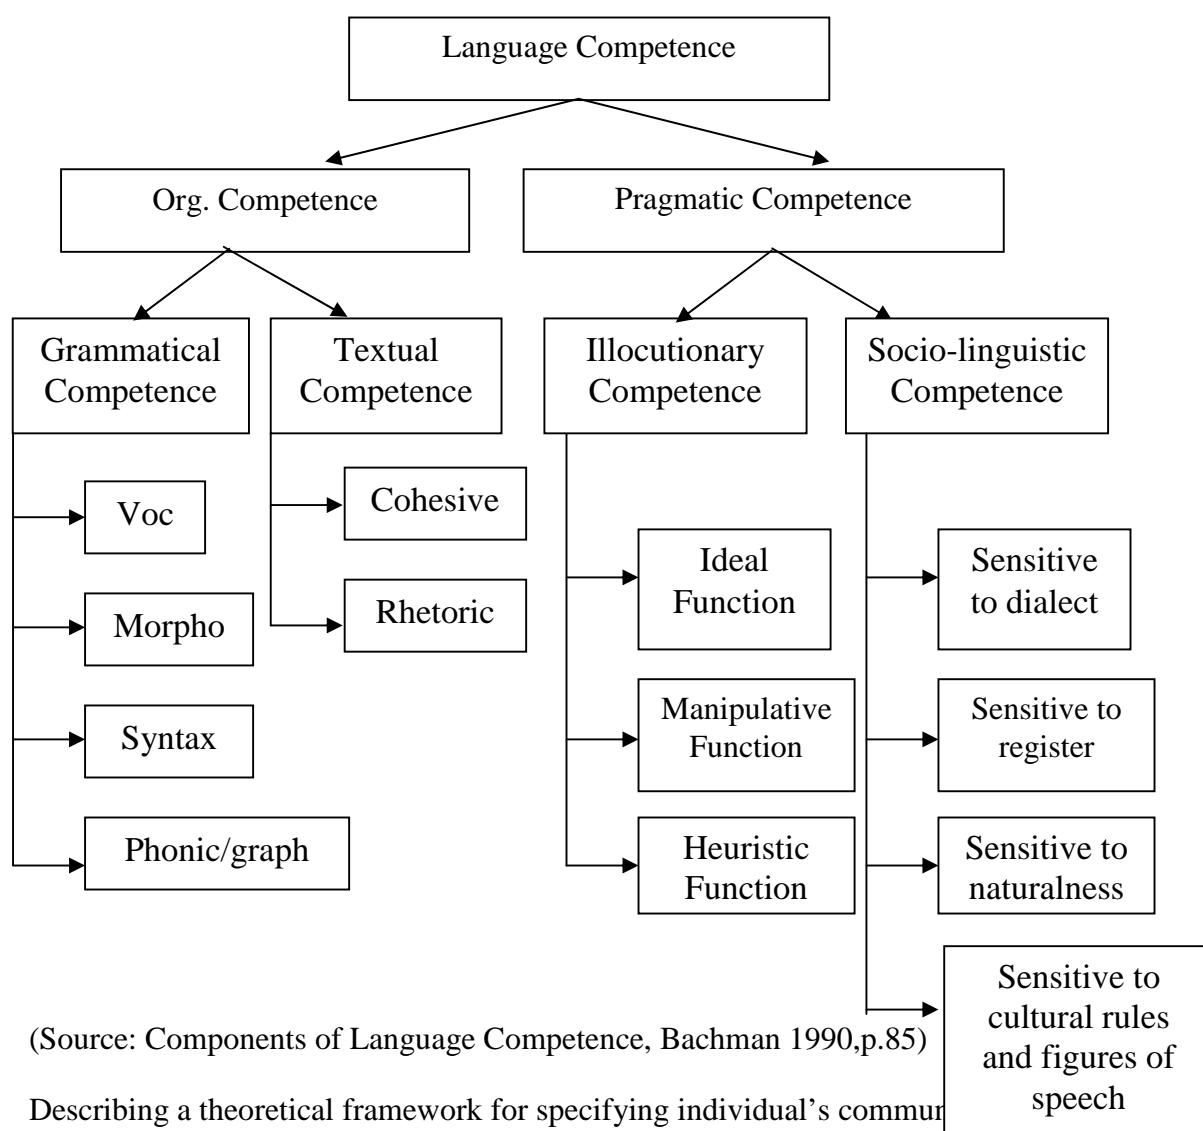 Language Competence
Org. Competence
Pragmatic Competence
Grammatical
Competence
Textual
Competence
Illocutionary
Competence
Socio-linguistic
Competence
Voc
Morpho
Syntax
Phonic/graph
Cohesive
Rhetoric
Ideal
Function
Manipulative
Function
Heuristic
Function
Sensitive
to dialect
Sensitive to
register
Sensitive to
naturalness
Sensitive to
cultural rules
and figures of
speech
(Source: Components of Language Competence, Bachman 1990,p.85)
Describing a theoretical framework for specifying individual’s